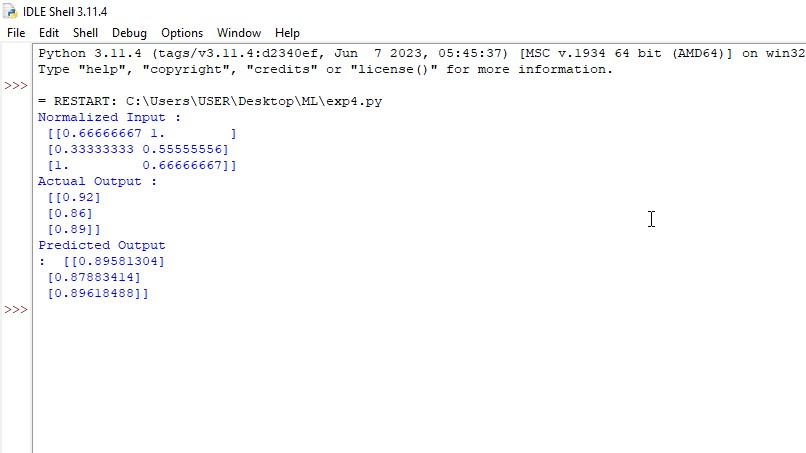 IDLE Shell 3.11.4
File Edit Shell Debug Options Window Help
Python 3.11.4 (tags/v3.11.4:d2340ef, Jun  7 2023, 05:45:37) [MSC v.1934 64 bit (AMD64)] on win32
Type "help", "copyright", "credits" or "license()" for more information.
>>>
= RESTART: C:\Users\USER\Desktop\ML\exp4.py
Normalized Input :
 [[0.66666667 1.        ]
 [0.33333333 0.55555556]
 [1.         0.66666667]]
Actual Output :
 [[0.92]
 [0.86]
 [0.89]]
Predicted Output
:  [[0.89581304]
 [0.87883414]
 [0.89618488]]
>>>